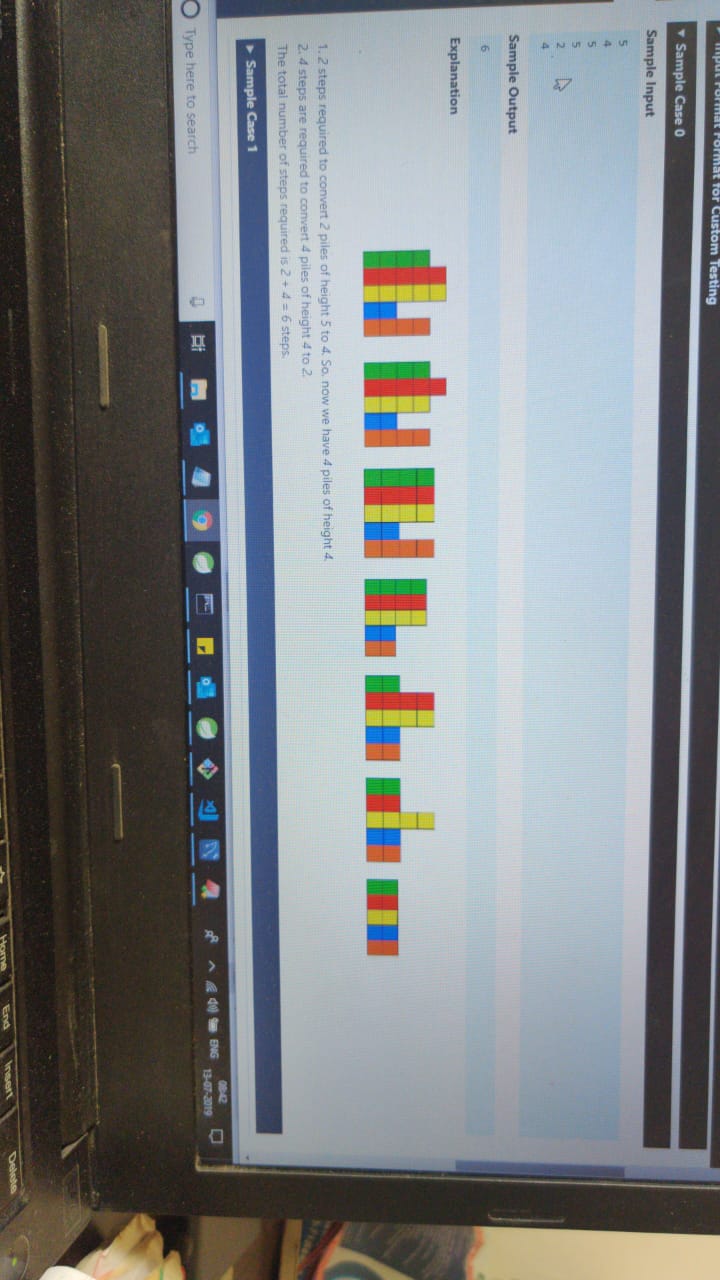 Input Format Format for Custom Testing
▼ Sample Case 0
Sample Input
5
4
5
5
2
4
Sample Output
6
Explanation
1. 2 steps required to convert 2 piles of height 5 to 4. So. now we have 4 piles of height 4.
2. 4 steps are required to convert 4 piles of height 4 to 2.
The total number of steps required is 2 + 4 = 6 steps.
► Sample Case 1
Type here to search
ENG
08:42
13-07-2019
Home End Insert Delete